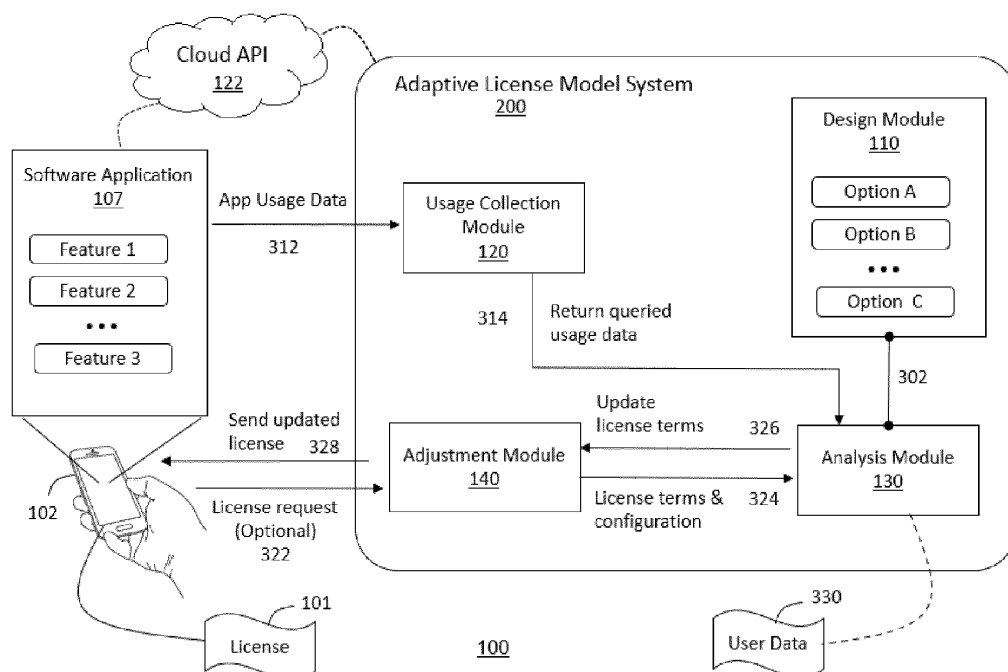 Cloud API
122
Adaptive License Model System
200
Design Module
110
Option A
Option B
•••
Option C
Software Application
107
Feature 1
Feature 2
•••
Feature 3
App Usage Data
312
Usage Collection
Module
120
314
Return queried
usage data
302
Send updated
license
328
Update
license terms
326
Adjustment Module
140
Analysis Module
130
License terms &
configuration
324
License request
(Optional)
322
102
101
License
100
330
User Data